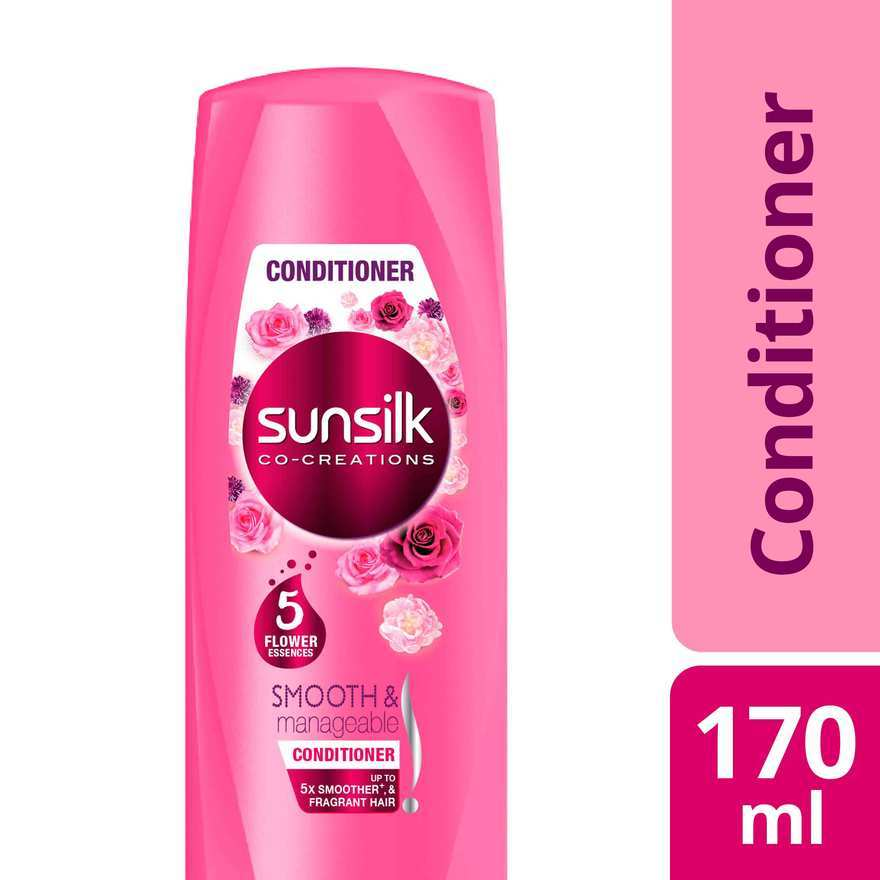 CONDITIONER
sunsilk
CO-CREATIONS
5
FLOWER
ESSENCES
SMOOTH &
manageable
CONDITIONER
UP TO
5X SMOOTHER⁺, &
FRAGRANT HAIR
Conditioner
170
ml